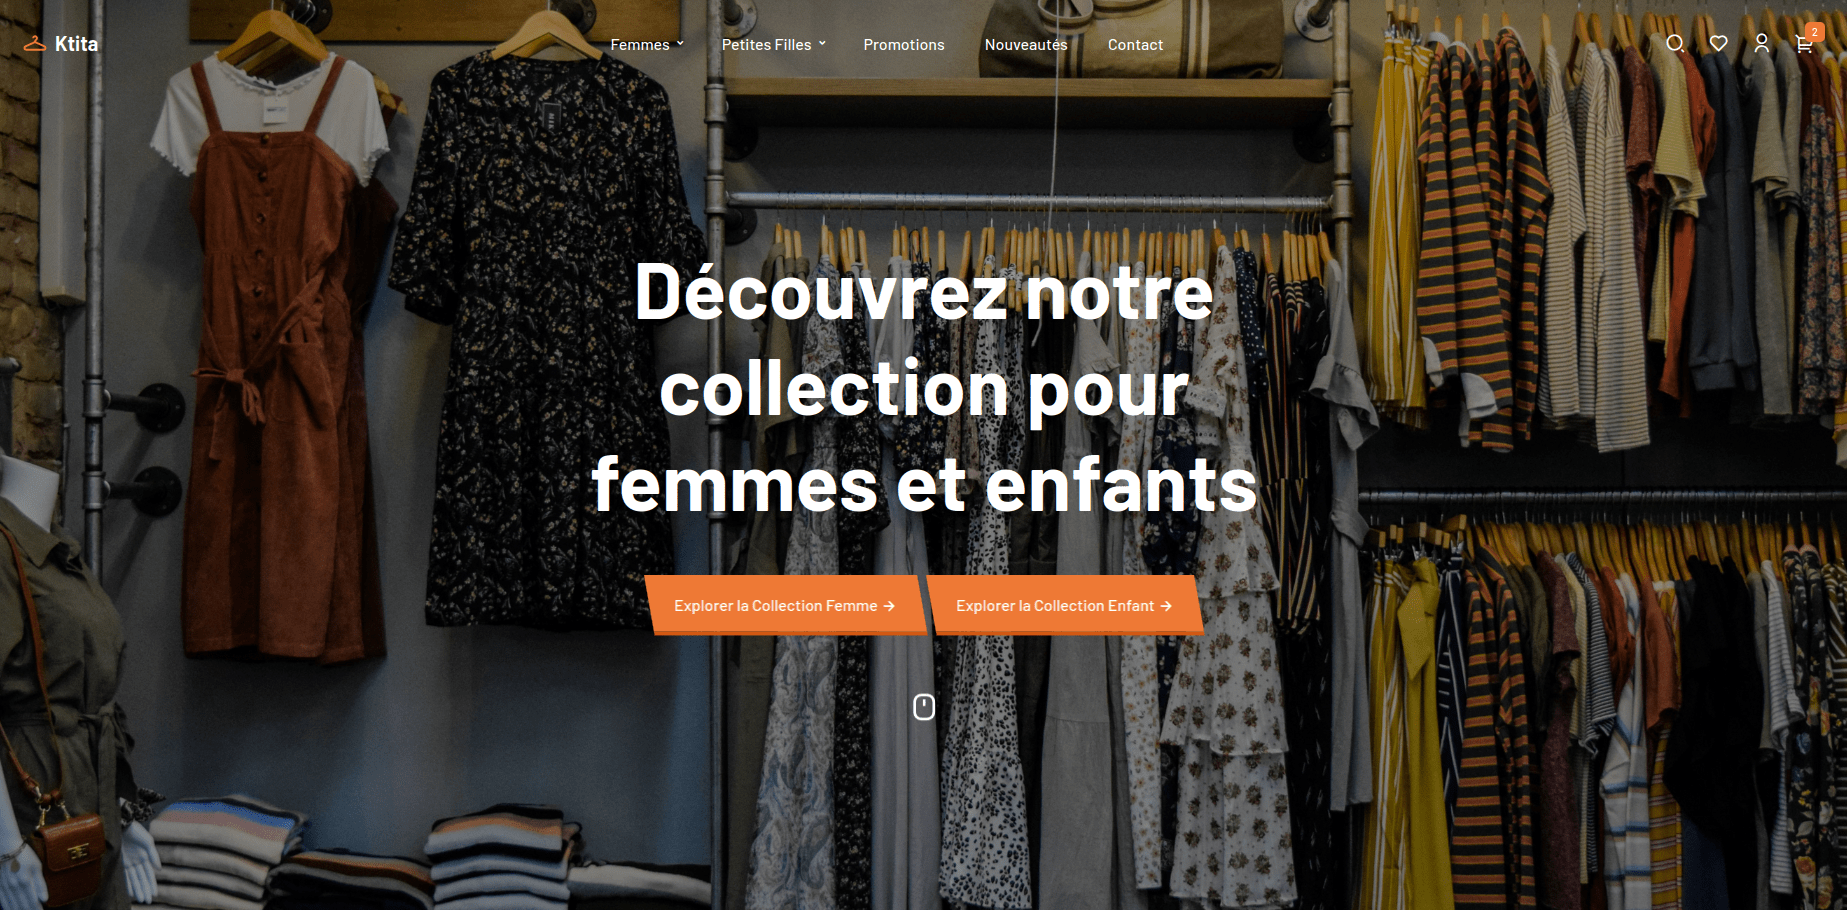 Ktita
Femmes
Petites Filles
Promotions
Nouveautés
Contact
2
Découvrez notre
collection pour
femmes et enfants
Explorer la Collection Femme →
Explorer la Collection Enfant →